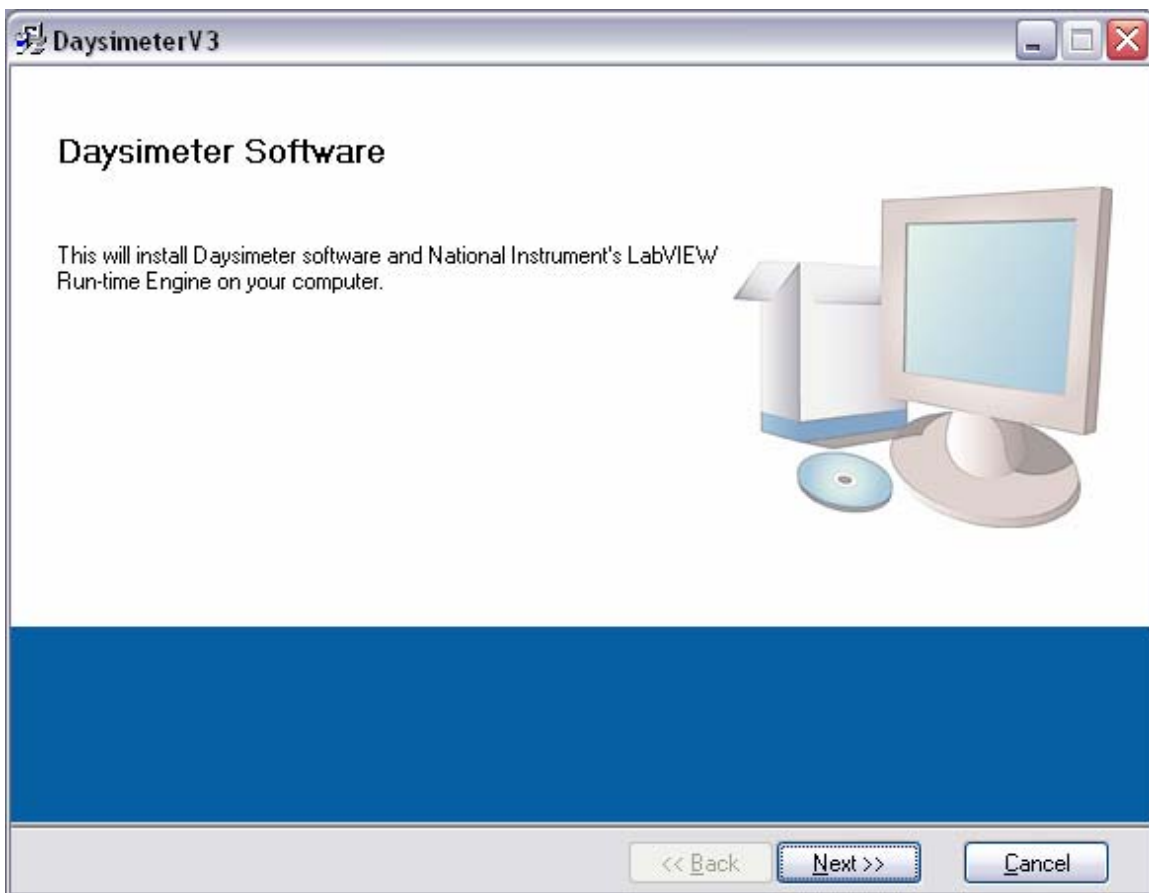 DaysimeterV3
Daysimeter Software
This will install Daysimeter software and National Instrument's LabVIEW
Run-time Engine on your computer.
<< Back
Next >>
Cancel